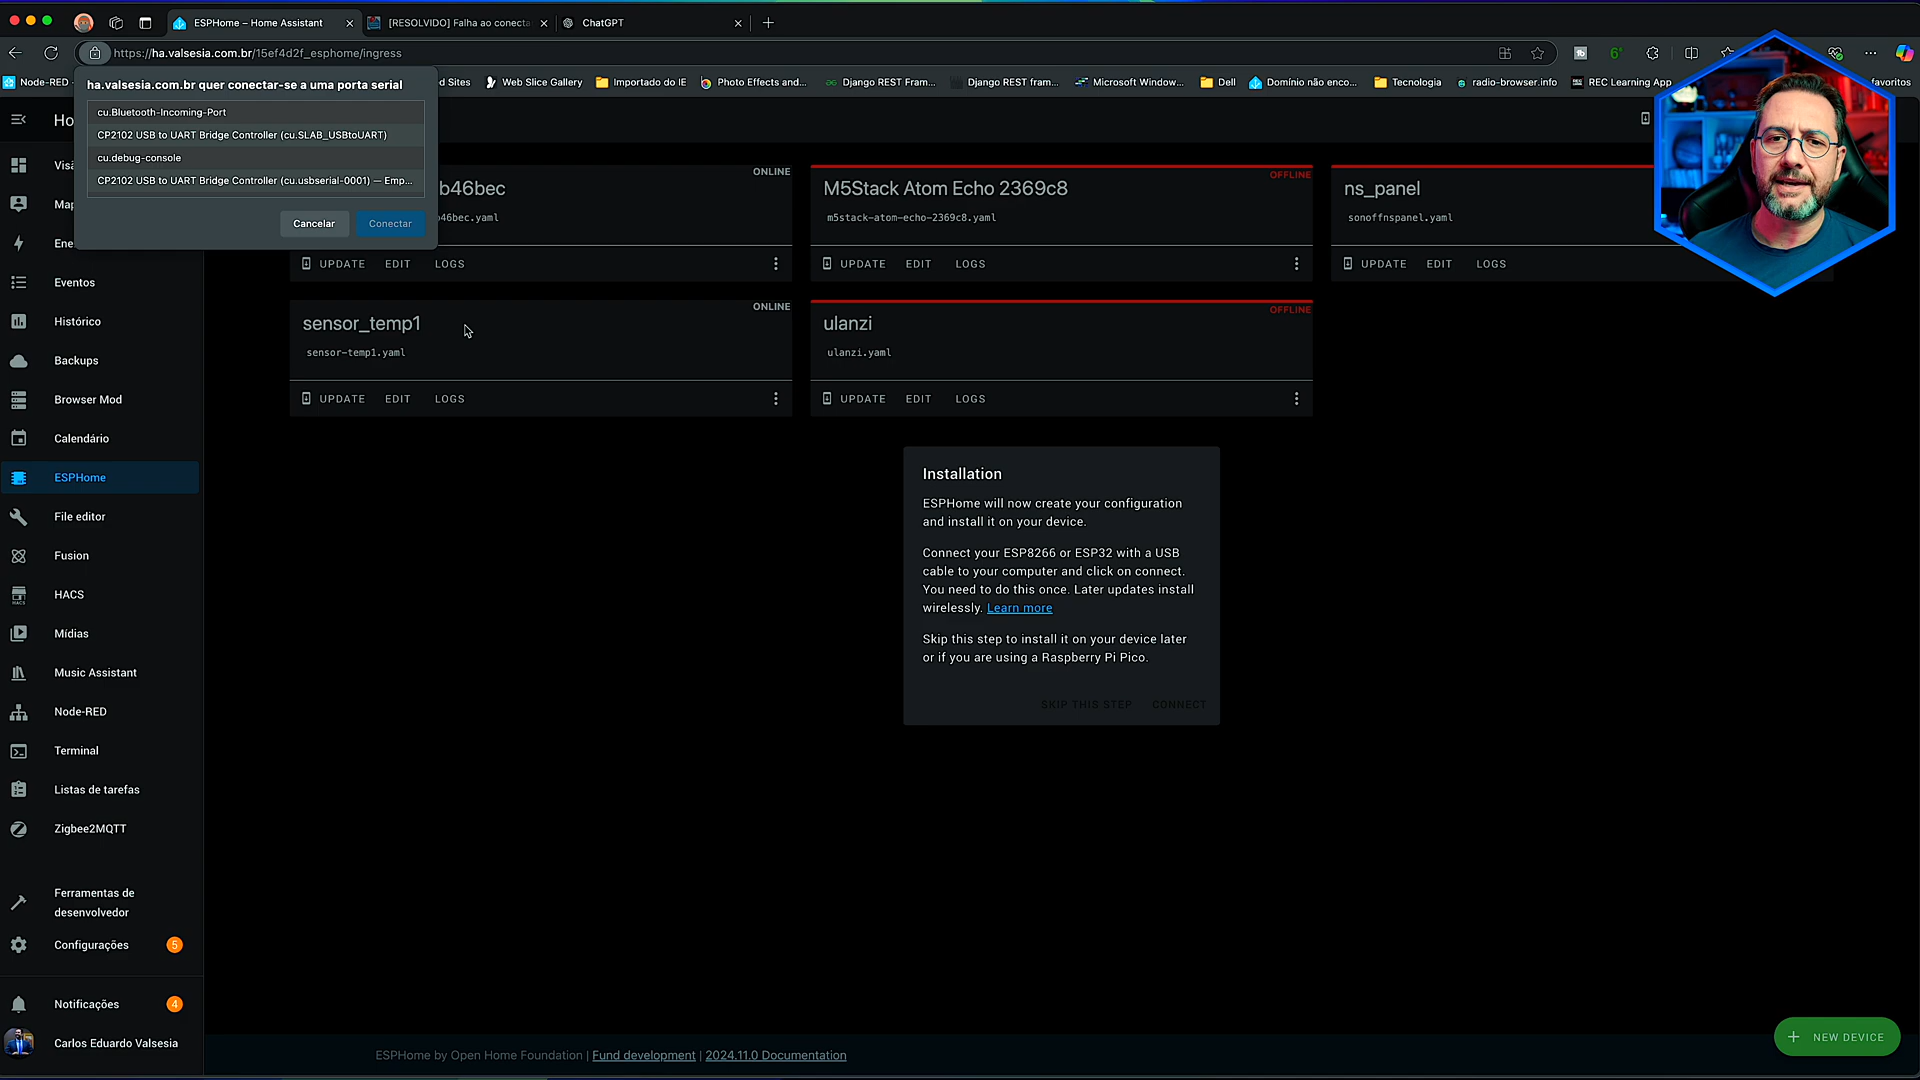 ESPHome – Home Assistant
[RESOLVIDO] Falha ao conecta
ChatGPT
https://ha.valsesia.com.br/15ef4d2f_esphome/ingress
6°
Node-RED
d Sites
Web Slice Gallery
Importado do IE
Photo Effects and...
Django REST Fram...
Django REST fram...
Microsoft Window...
Dell
Domínio não enco...
Tecnologia
radio-browser.info
REC Learning App
favoritos
ha.valsesia.com.br quer conectar-se a uma porta serial
cu.Bluetooth-Incoming-Port
CP2102 USB to UART Bridge Controller (cu.SLAB_USBtoUART)
cu.debug-console
CP2102 USB to UART Bridge Controller (cu.usbserial-0001) — Emp...
Cancelar
Conectar
Ho
Visã
Map
Ene
Eventos
Histórico
Backups
Browser Mod
Calendário
ESPHome
File editor
Fusion
HACS
Mídias
Music Assistant
Node-RED
Terminal
Listas de tarefas
Zigbee2MQTT
Ferramentas de
desenvolvedor
Configurações
5
Notificações
4
Carlos Eduardo Valsesia
ONLINE
b46bec
b46bec.yaml
UPDATE
EDIT
LOGS
OFFLINE
M5Stack Atom Echo 2369c8
m5stack-atom-echo-2369c8.yaml
UPDATE
EDIT
LOGS
ns_panel
sonoffnspanel.yaml
UPDATE
EDIT
LOGS
ONLINE
sensor_temp1
sensor-temp1.yaml
UPDATE
EDIT
LOGS
OFFLINE
ulanzi
ulanzi.yaml
UPDATE
EDIT
LOGS
Installation
ESPHome will now create your configuration
and install it on your device.
Connect your ESP8266 or ESP32 with a USB
cable to your computer and click on connect.
You need to do this once. Later updates install
wirelessly. Learn more
Skip this step to install it on your device later
or if you are using a Raspberry Pi Pico.
SKIP THIS STEP
CONNECT
NEW DEVICE
ESPHome by Open Home Foundation | Fund development | 2024.11.0 Documentation